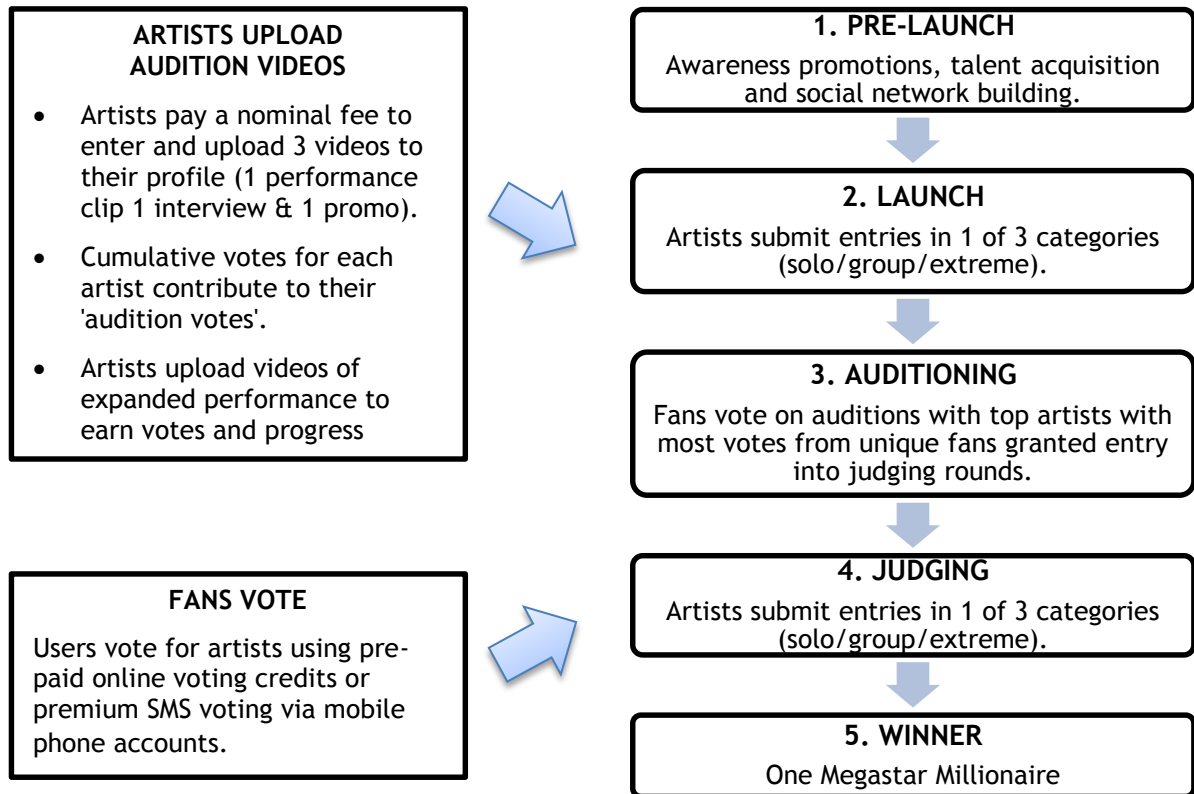 ARTISTS UPLOAD
AUDITION VIDEOS
• Artists pay a nominal fee to
enter and upload 3 videos to
their profile (1 performance
clip 1 interview & 1 promo).
• Cumulative votes for each
artist contribute to their
'audition votes'.
• Artists upload videos of
expanded performance to
earn votes and progress
FANS VOTE
Users vote for artists using pre-
paid online voting credits or
premium SMS voting via mobile
phone accounts.
1. PRE-LAUNCH
Awareness promotions, talent acquisition
and social network building.
2. LAUNCH
Artists submit entries in 1 of 3 categories
(solo/group/extreme).
3. AUDITIONING
Fans vote on auditions with top artists with
most votes from unique fans granted entry
into judging rounds.
4. JUDGING
Artists submit entries in 1 of 3 categories
(solo/group/extreme).
5. WINNER
One Megastar Millionaire